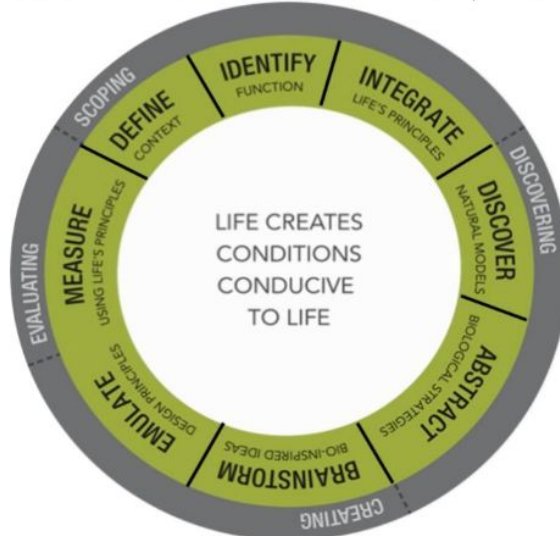 SCOPING
DEFINE
CONTEXT
IDENTIFY
FUNCTION
INTEGRATE
LIFE'S PRINCIPLES
DISCOVERING
DISCOVER
NATURAL MODELS
ABSTRACT
BIOLOGICAL STRATEGIES
CREATING
BRAINSTORM
BIO-INSPIRED IDEAS
EMULATE
DESIGN PRINCIPLES
EVALUATING
MEASURE
USING LIFE'S PRINCIPLES
LIFE CREATES
CONDITIONS
CONDUCIVE
TO LIFE